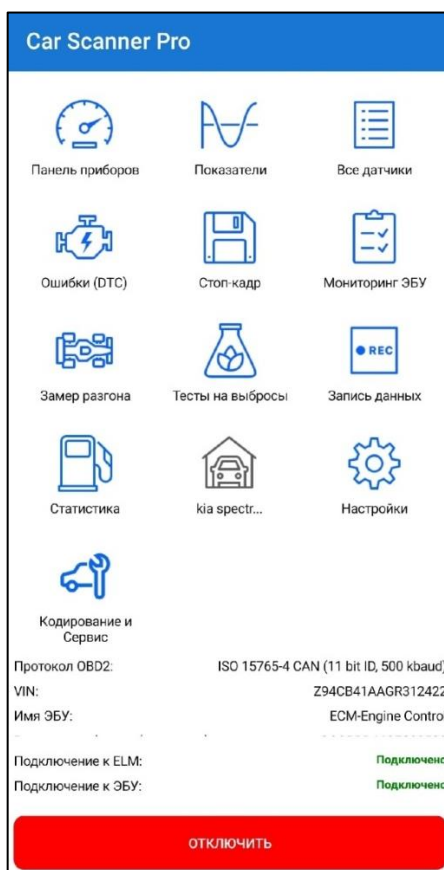 Car Scanner Pro
Панель приборов
Показатели
Все датчики
Ошибки (DTC)
Стоп-кадр
Мониторинг ЭБУ
Замер разгона
Тесты на выбросы
REC
Запись данных
Статистика
kia spectr...
Настройки
Кодирование и
Сервис
Протокол OBD2: ISO 15765-4 CAN (11 bit ID, 500 kbaud)
VIN: Z94CB41AAGR312422
Имя ЭБУ: ECM-Engine Control
Подключение к ELM: Подключено
Подключение к ЭБУ: Подключено
ОТКЛЮЧИТЬ